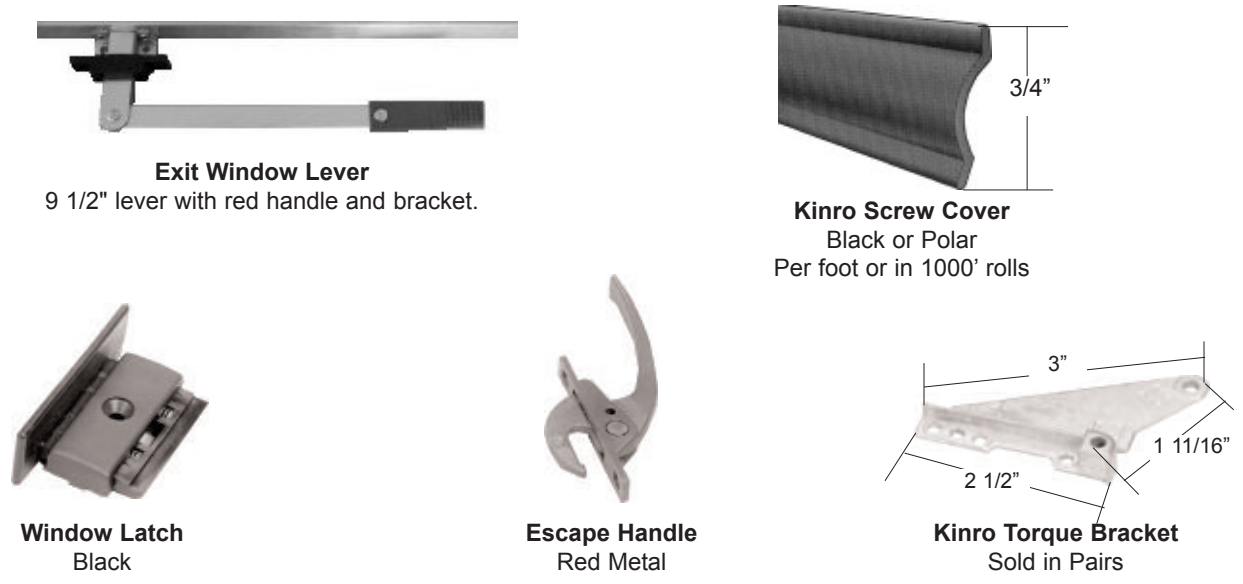 Exit Window Lever
9 1/2" lever with red handle and bracket.
3/4”
Kinro Screw Cover
Black or Polar
Per foot or in 1000’ rolls
Window Latch
Black
Escape Handle
Red Metal
3”
1 11/16”
2 1/2”
Kinro Torque Bracket
Sold in Pairs